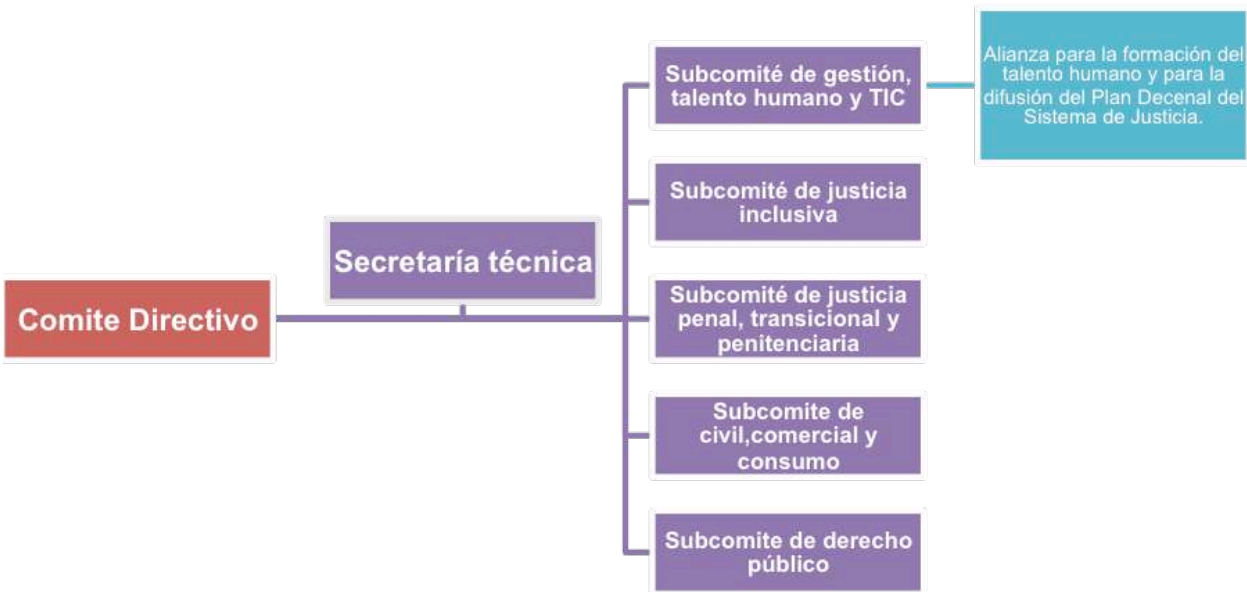 Comite Directivo
Secretaría técnica
Subcomité de gestión,
talento humano y TIC
Alianza para la formación del
talento humano y para la
difusión del Plan Decenal del
Sistema de Justicia.
Subcomité de justicia
inclusiva
Subcomité de justicia
penal, transicional y
penitenciaria
Subcomite de
civil,comercial y
consumo
Subcomite de derecho
público